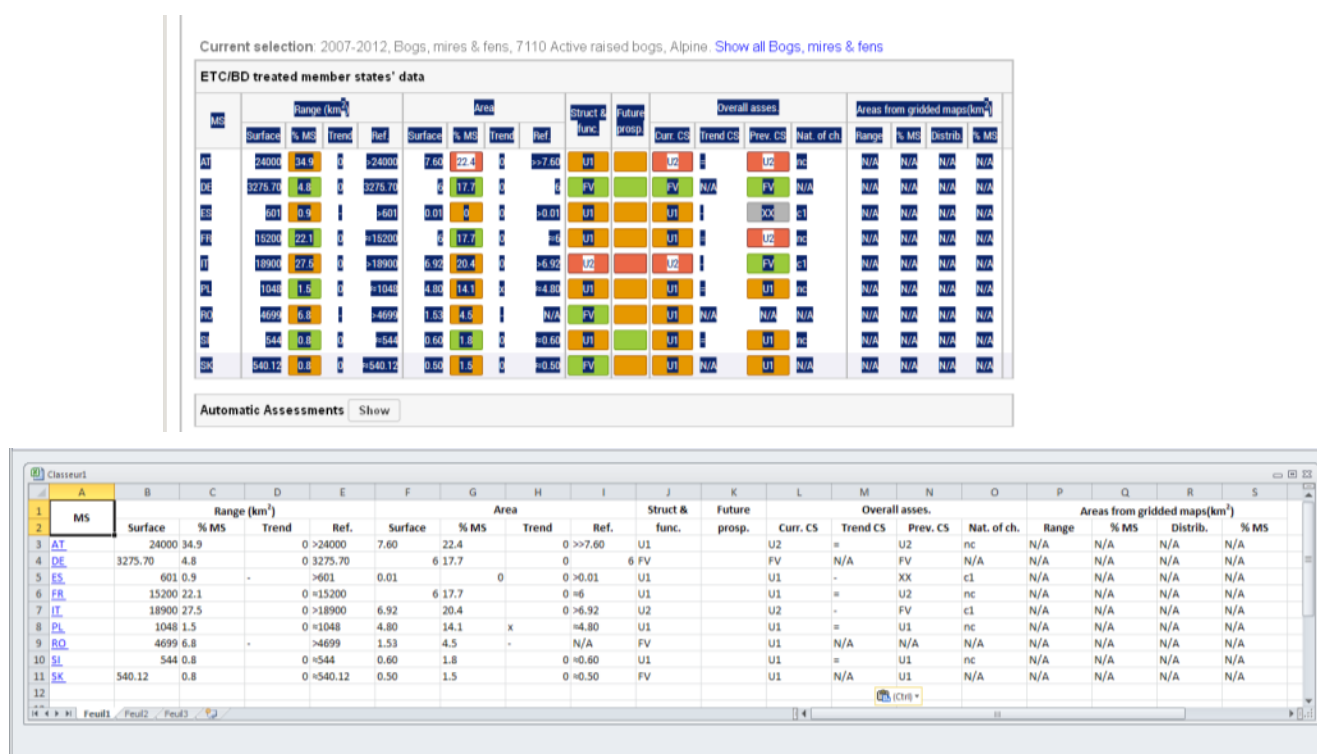 Current selection: 2007-2012, Bogs, mires & fens, 7110 Active raised bogs, Alpine. Show all Bogs, mires & fens
ETC/BD treated member states' data
MS Range (km²) Area Struct & func. Future prosp. Overall asses. Areas from gridded maps(km²)
Surface % MS Trend Ref. Surface % MS Trend Ref. Curr. CS Trend CS Prev. CS Nat. of ch. Range % MS Distrib. % MS
AT 24000 34.9 0 >24000 7.60 22.4 0 >>7.60 U1 U2 = U2 nc N/A N/A N/A N/A
DE 3275.70 4.8 0 3275.70 6 17.7 0 6 FV FV N/A FV N/A N/A N/A N/A N/A
ES 601 0.9 - >601 0.01 0 0 >0.01 U1 U1 - XX c1 N/A N/A N/A N/A
FR 15200 22.1 0 ≈15200 6 17.7 0 ≈6 U1 U1 = U2 nc N/A N/A N/A N/A
IT 18900 27.5 0 >18900 6.92 20.4 0 >6.92 U2 U2 - FV c1 N/A N/A N/A N/A
PL 1048 1.5 0 ≈1048 4.80 14.1 x ≈4.80 U1 U1 = U1 nc N/A N/A N/A N/A
RO 4699 6.8 - >4699 1.53 4.5 - N/A FV U1 N/A N/A N/A N/A N/A N/A N/A
SI 544 0.8 0 ≈544 0.60 1.8 0 ≈0.60 U1 U1 = U1 nc N/A N/A N/A N/A
SK 540.12 0.8 0 ≈540.12 0.50 1.5 0 ≈0.50 FV U1 N/A U1 N/A N/A N/A N/A N/A
Automatic Assessments Show
Classeur1
A B C D E F G H I J K L M N O P Q R S
1 MS Range (km²) Area Struct & Future Overall asses. Areas from gridded maps(km²)
2 Surface % MS Trend Ref. Surface % MS Trend Ref. func. prosp. Curr. CS Trend CS Prev. CS Nat. of ch. Range % MS Distrib. % MS
3 AT 24000 34.9 0 >24000 7.60 22.4 0 >>7.60 U1 U2 = U2 nc N/A N/A N/A N/A
4 DE 3275.70 4.8 0 3275.70 6 17.7 0 6 FV FV N/A FV N/A N/A N/A N/A N/A
5 ES 601 0.9 - >601 0.01 0 0 >0.01 U1 U1 - XX c1 N/A N/A N/A N/A
6 FR 15200 22.1 0 ≈15200 6 17.7 0 ≈6 U1 U1 = U2 nc N/A N/A N/A N/A
7 IT 18900 27.5 0 >18900 6.92 20.4 0 >6.92 U2 U2 - FV c1 N/A N/A N/A N/A
8 PL 1048 1.5 0 ≈1048 4.80 14.1 x ≈4.80 U1 U1 = U1 nc N/A N/A N/A N/A
9 RO 4699 6.8 - >4699 1.53 4.5 - N/A FV U1 N/A N/A N/A N/A N/A N/A N/A
10 SI 544 0.8 0 ≈544 0.60 1.8 0 ≈0.60 U1 U1 = U1 nc N/A N/A N/A N/A
11 SK 540.12 0.8 0 ≈540.12 0.50 1.5 0 ≈0.50 FV U1 N/A U1 N/A N/A N/A N/A N/A
12 (Ctrl)
Feuil1 Feuil2 Feuil3